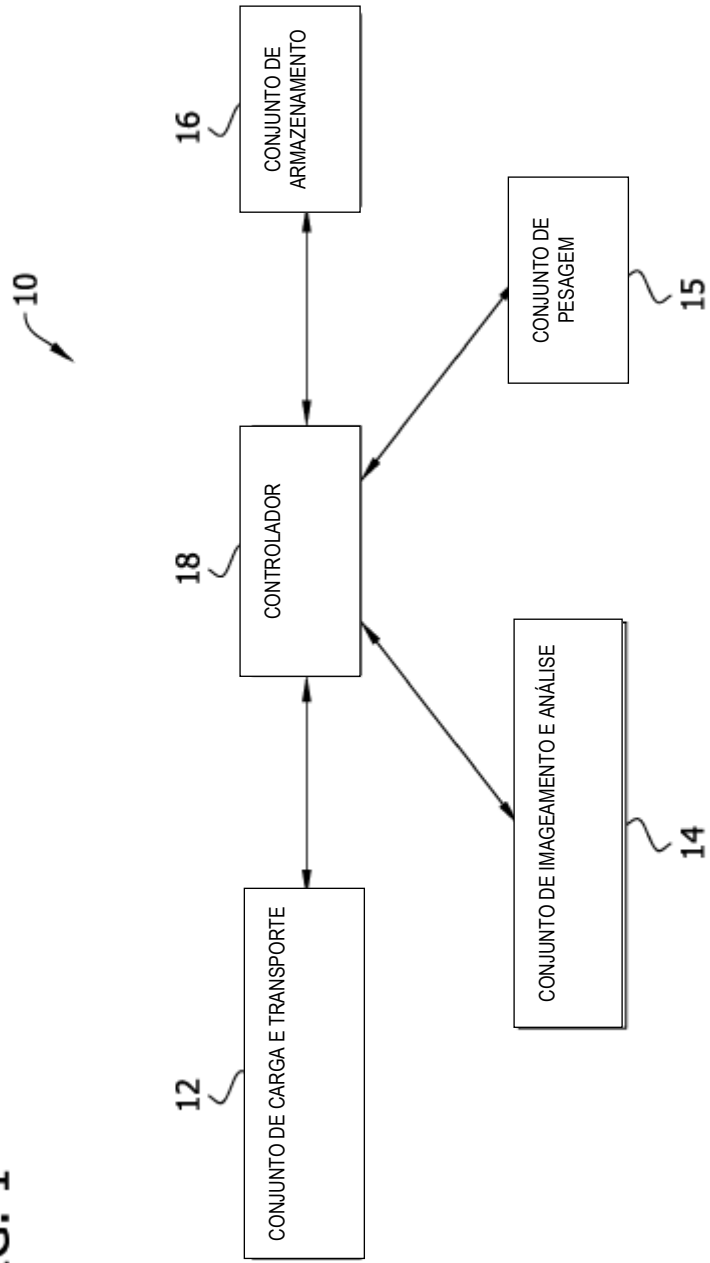 10
12
CONJUNTO DE CARGA E TRANSPORTE
18
CONTROLADOR
16
CONJUNTO DE
ARMAZENAMENTO
CONJUNTO DE IMAGEAMENTO E ANÁLISE
14
CONJUNTO DE
PESAGEM
15